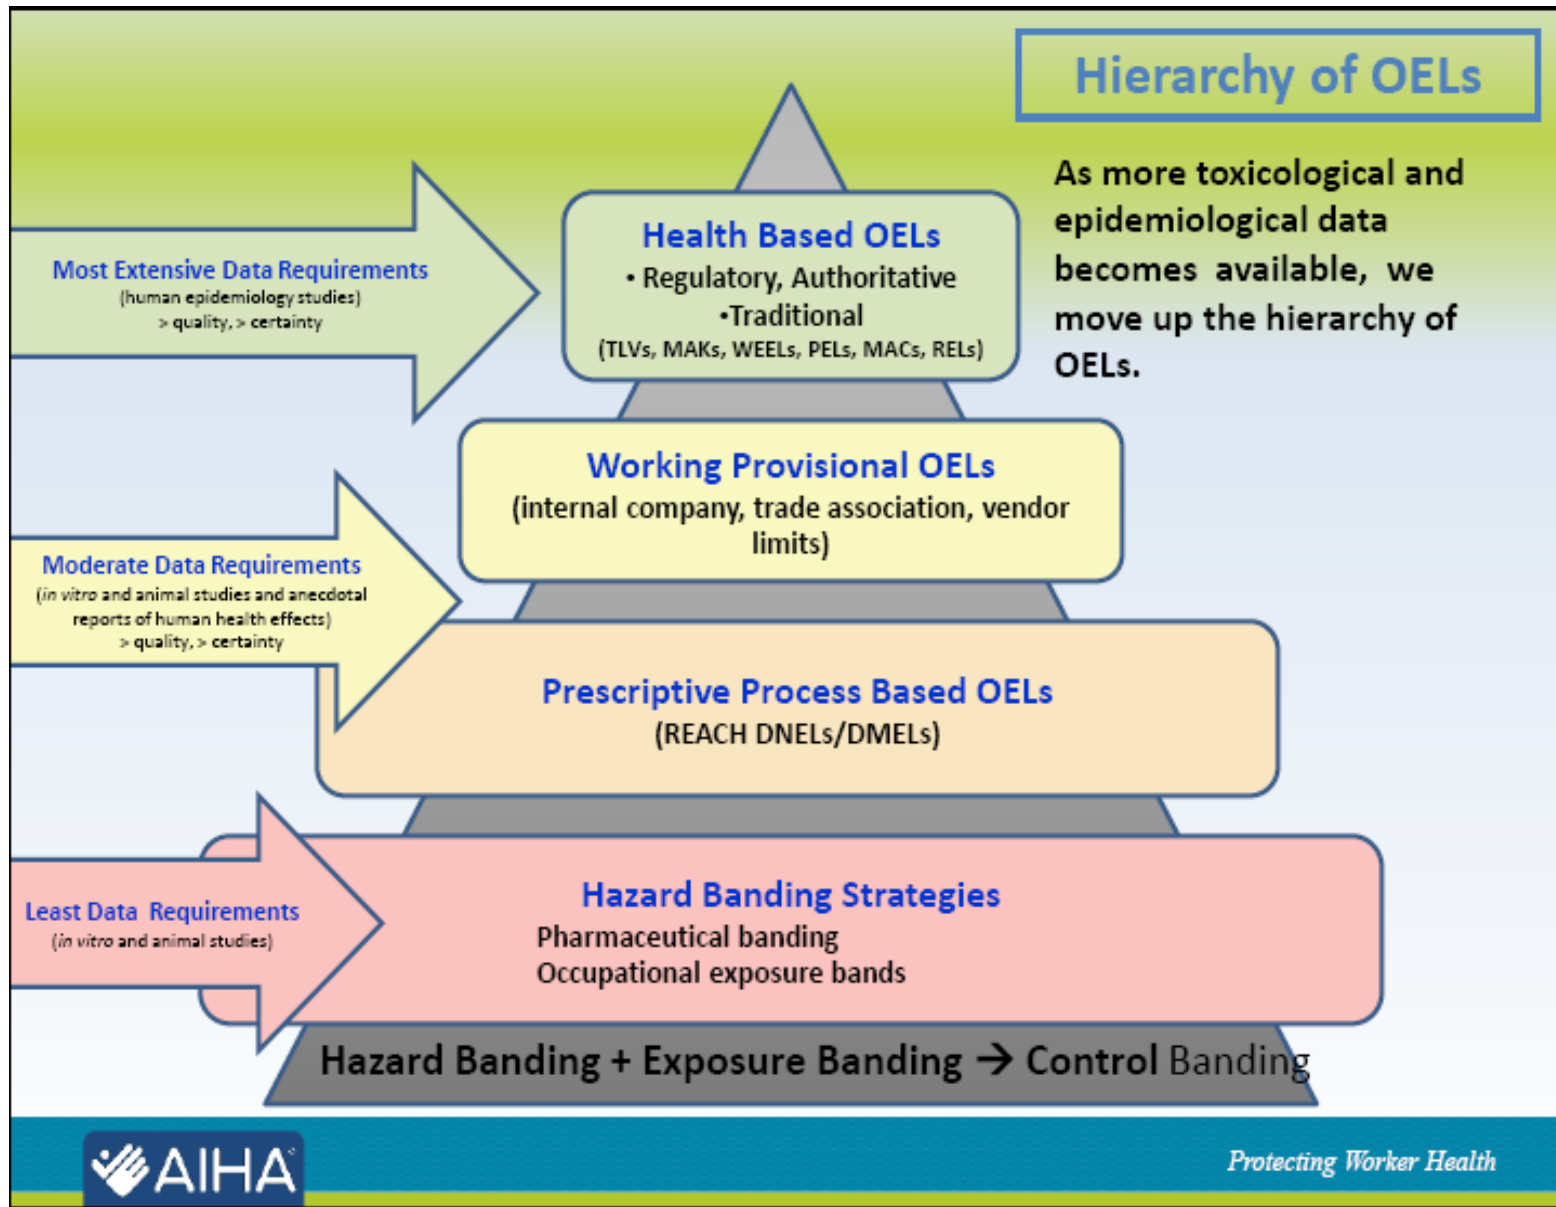 Hierarchy of OELs
As more toxicological and
epidemiological data
becomes available, we
move up the hierarchy of
OELs.
Most Extensive Data Requirements
(human epidemiology studies)
> quality, > certainty
Health Based OELs
• Regulatory, Authoritative
•Traditional
(TLVs, MAKs, WEELs, PELs, MACs, RELs)
Working Provisional OELs
(internal company, trade association, vendor
limits)
Moderate Data Requirements
(in vitro and animal studies and anecdotal
reports of human health effects)
> quality, > certainty
Prescriptive Process Based OELs
(REACH DNELs/DMELs)
Least Data Requirements
(in vitro and animal studies)
Hazard Banding Strategies
Pharmaceutical banding
Occupational exposure bands
Hazard Banding + Exposure Banding → Control Banding
AIHA®
Protecting Worker Health